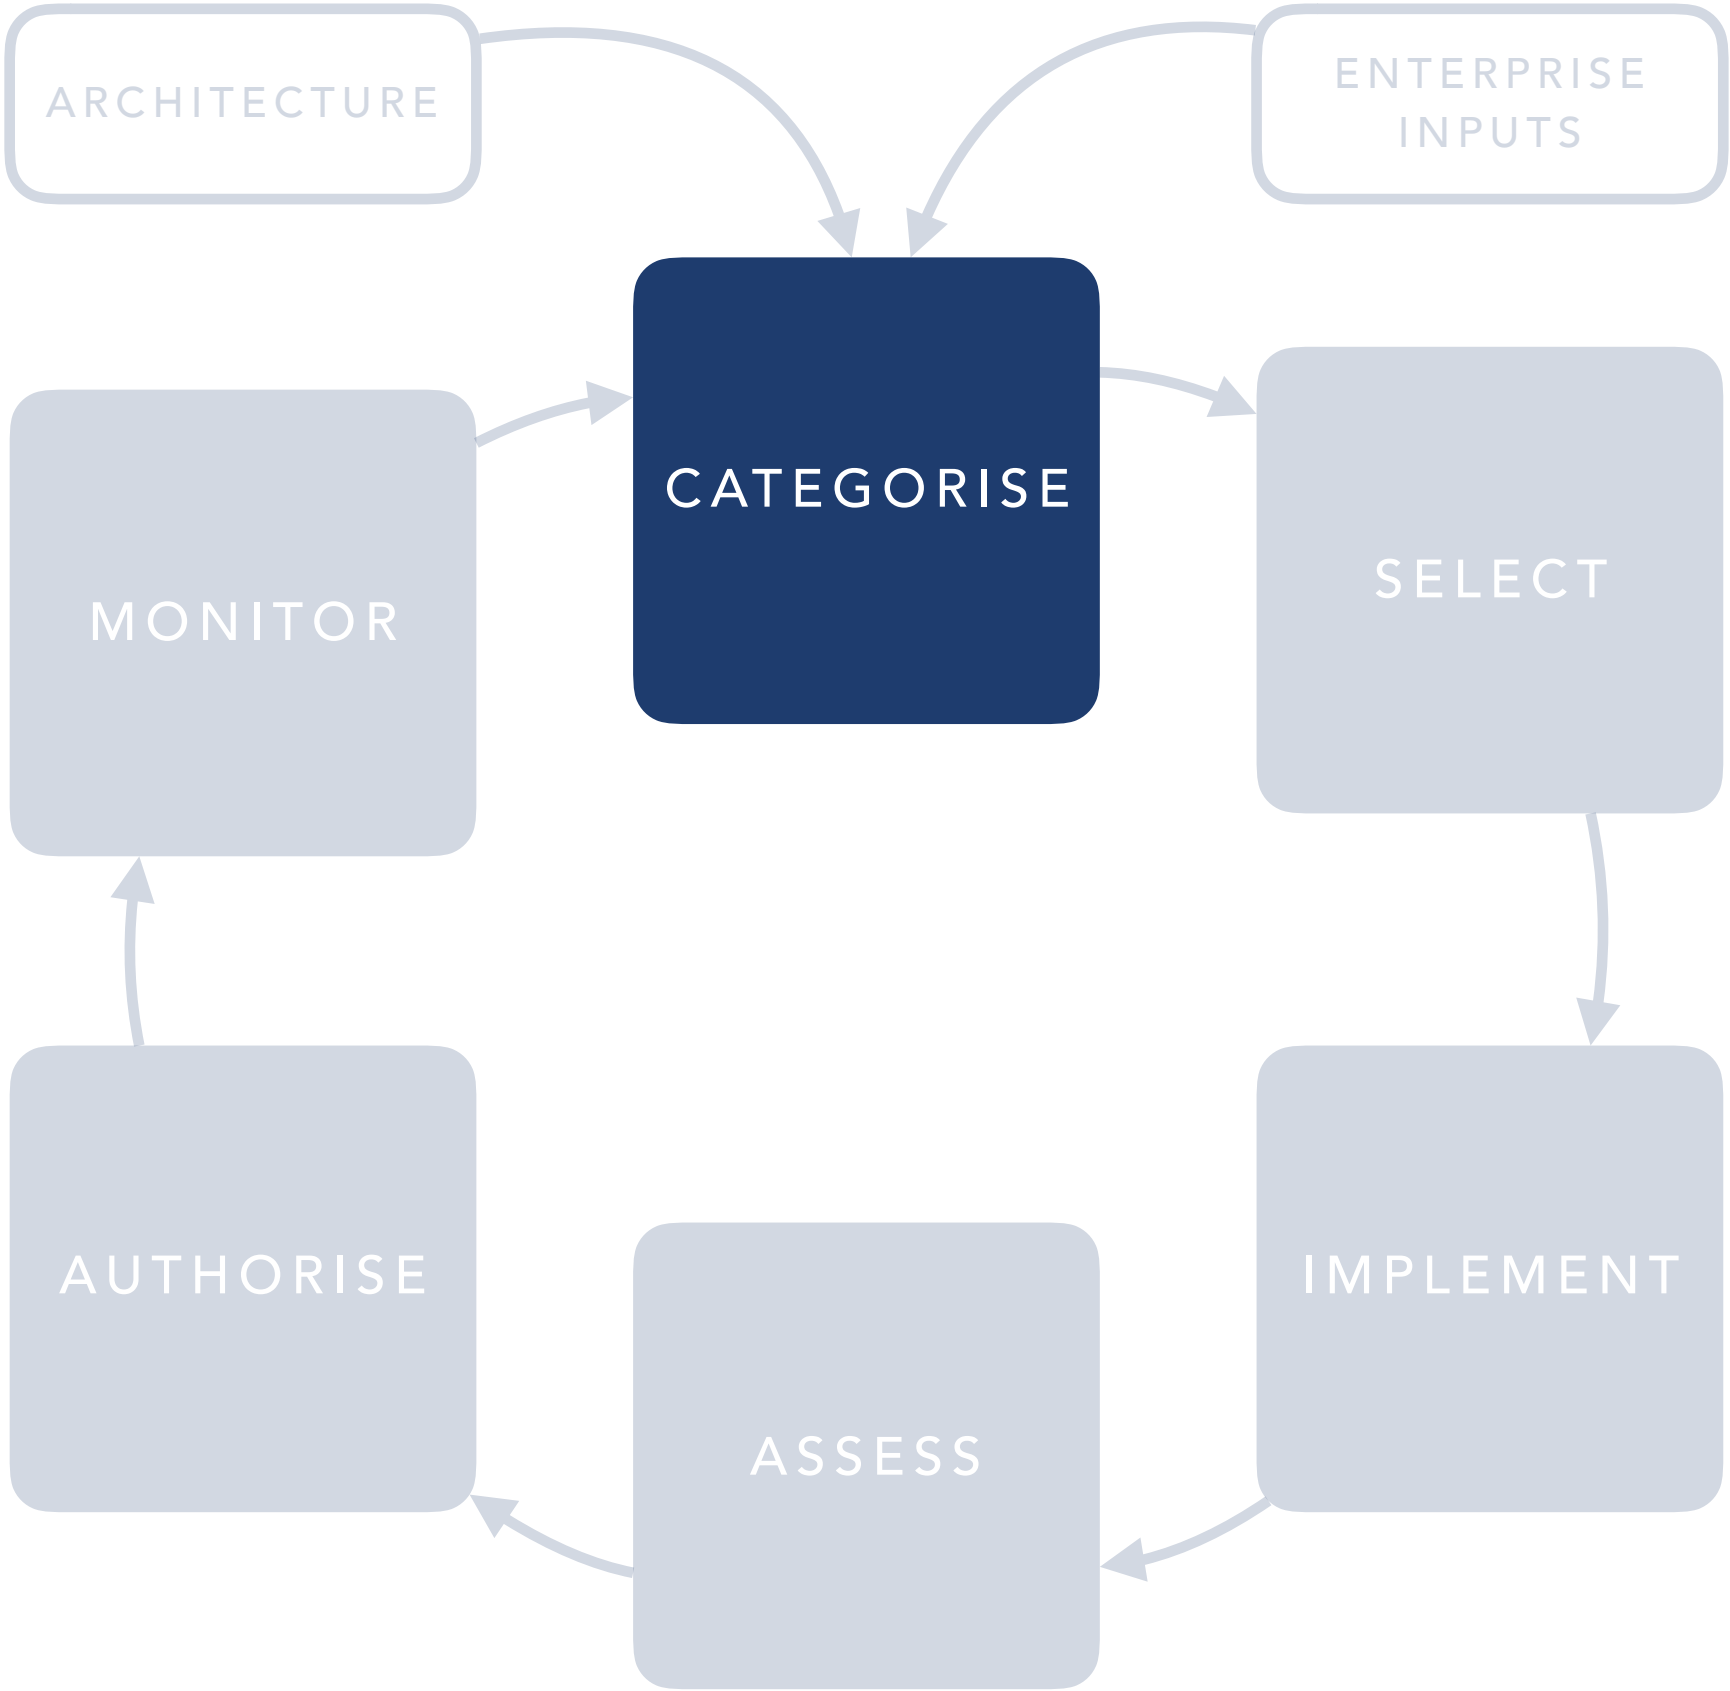 ARCHITECTURE
ENTERPRISE
INPUTS
CATEGORISE
SELECT
MONITOR
IMPLEMENT
AUTHORISE
ASSESS